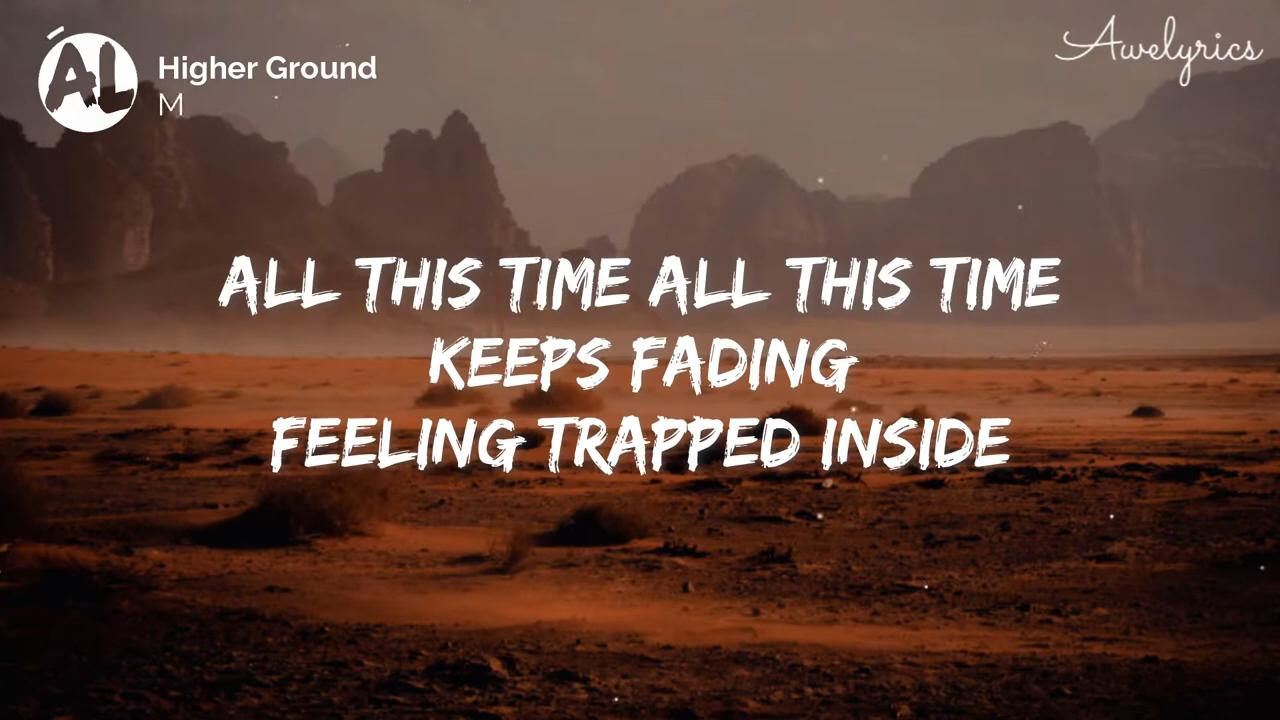 AL
Higher Ground
M
Awelyrics
ALL THIS TIME ALL THIS TIME
KEEPS FADING
FEELING TRAPPED INSIDE